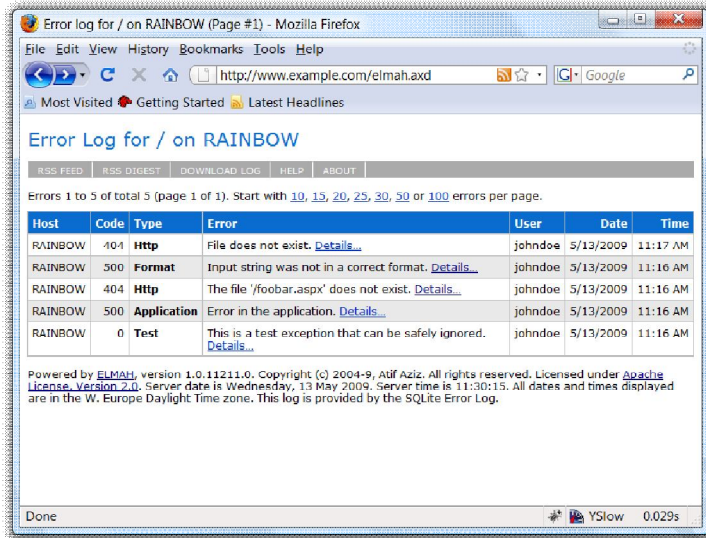 Error log for / on RAINBOW (Page #1) - Mozilla Firefox
File Edit View History Bookmarks Tools Help
http://www.example.com/elmah.axd
G Google
Most Visited Getting Started Latest Headlines
Error Log for / on RAINBOW
RSS FEED RSS DIGEST DOWNLOAD LOG HELP ABOUT
Errors 1 to 5 of total 5 (page 1 of 1). Start with 10, 15, 20, 25, 30, 50 or 100 errors per page.
Host Code Type Error User Date Time
RAINBOW 404 Http File does not exist. Details... johndoe 5/13/2009 11:17 AM
RAINBOW 500 Format Input string was not in a correct format. Details... johndoe 5/13/2009 11:16 AM
RAINBOW 404 Http The file '/foobar.aspx' does not exist. Details... johndoe 5/13/2009 11:16 AM
RAINBOW 500 Application Error in the application. Details... johndoe 5/13/2009 11:16 AM
RAINBOW 0 Test This is a test exception that can be safely ignored. johndoe 5/13/2009 11:16 AM
Details...
Powered by ELMAH, version 1.0.11211.0. Copyright (c) 2004-9, Atif Aziz. All rights reserved. Licensed under Apache
License, Version 2.0. Server date is Wednesday, 13 May 2009. Server time is 11:30:15. All dates and times displayed
are in the W. Europe Daylight Time zone. This log is provided by the SQLite Error Log.
Done YSlow 0.029s